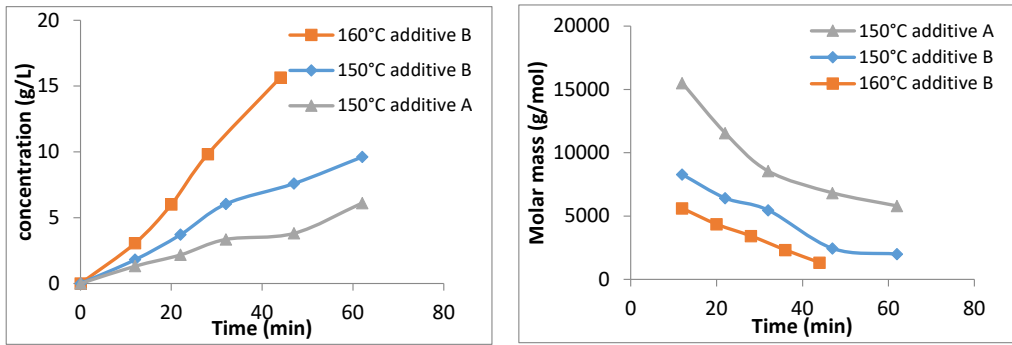 20
15
10
5
0
concentration (g/L)
160°C additive B
150°C additive B
150°C additive A
0
20
40
60
80
Time (min)
20000
15000
10000
5000
0
Molar mass (g/mol)
150°C additive A
150°C additive B
160°C additive B
0
20
40
60
80
Time (min)